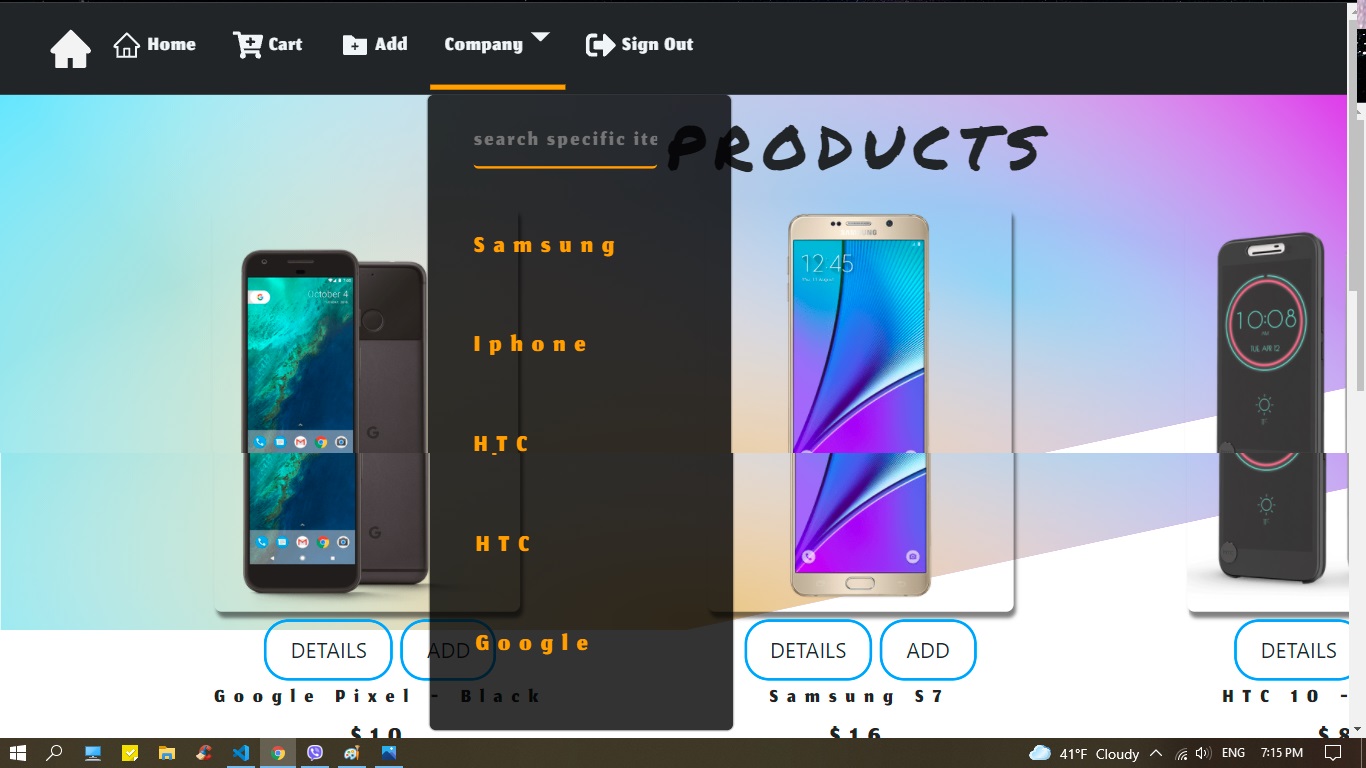 Home Cart Add Company Sign Out
search specific ite
PRODUCTS
Samsung
Iphone
HTC
HTC
Google
October 4
SAMSUNG
12:45
10:08
AM
TUE, APR 12
G
G
DETAILS ADD DETAILS ADD DETAILS
Google Pixel - Black Samsung S7 HTC 10 -
$10 $16 $8
41°F Cloudy ENG 7:15 PM